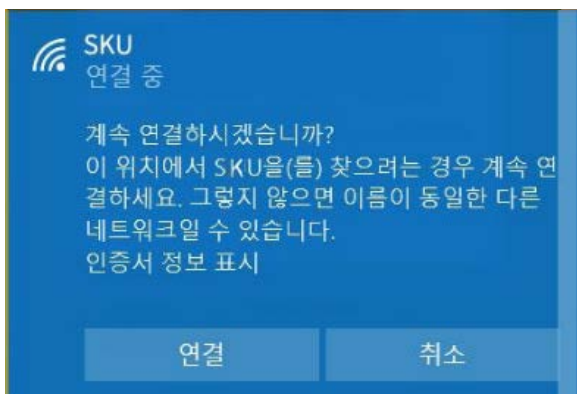 SKU
연결 중
계속 연결하시겠습니까?
이 위치에서 SKU을(를) 찾으려는 경우 계속 연
결하세요. 그렇지 않으면 이름이 동일한 다른
네트워크일 수 있습니다.
인증서 정보 표시
연결 취소